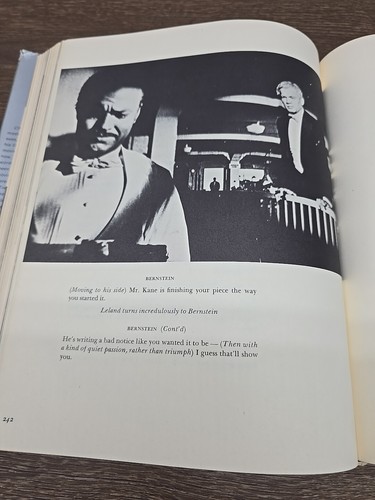 BERNSTEIN
(Moving to his side) Mr. Kane is finishing your piece the way
you started it.
Leland turns incredulously to Bernstein
BERNSTEIN (Cont'd)
He's writing a bad notice like you wanted it to be — (Then with
a kind of quiet passion, rather than triumph) I guess that'll show
you.
242